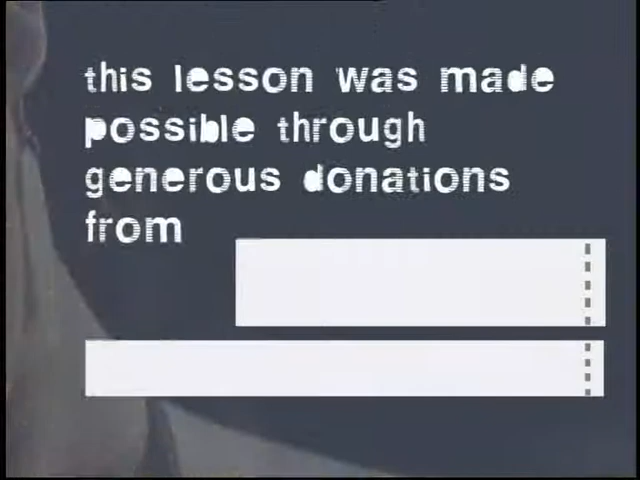 this lesson was made
possible through
generous donations
from